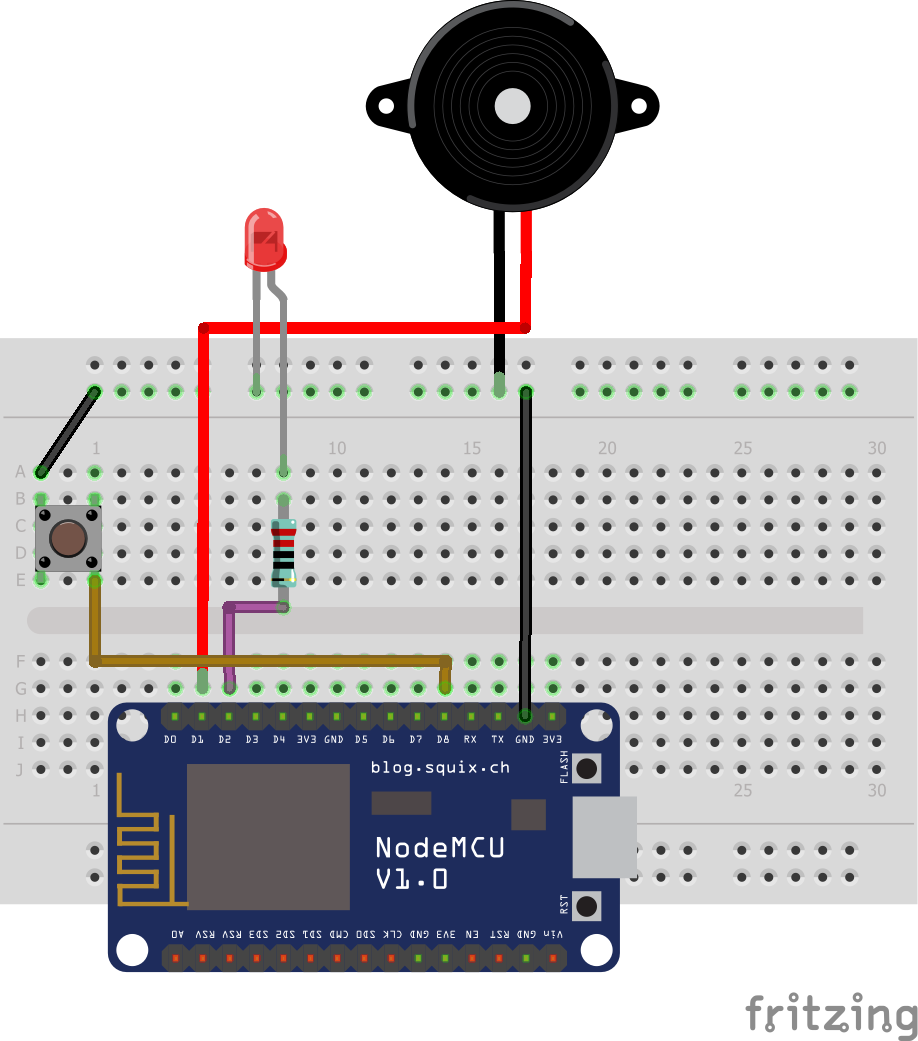 1 5 10 15 20 25 30
A
B
C
D
E
F
G
H
I
J
D0 D1 D2 D3 D4 3V3 GND D5 D6 D7 D8 RX TX GND 3V3
1 25 30
blog.squix.ch
FLASH
NodeMCU
V1.0
RST
A0 RSV RSV SD3 SD2 SD1 CMD SD0 CLK GND 3V3 EN RST GND Vin
fritzing